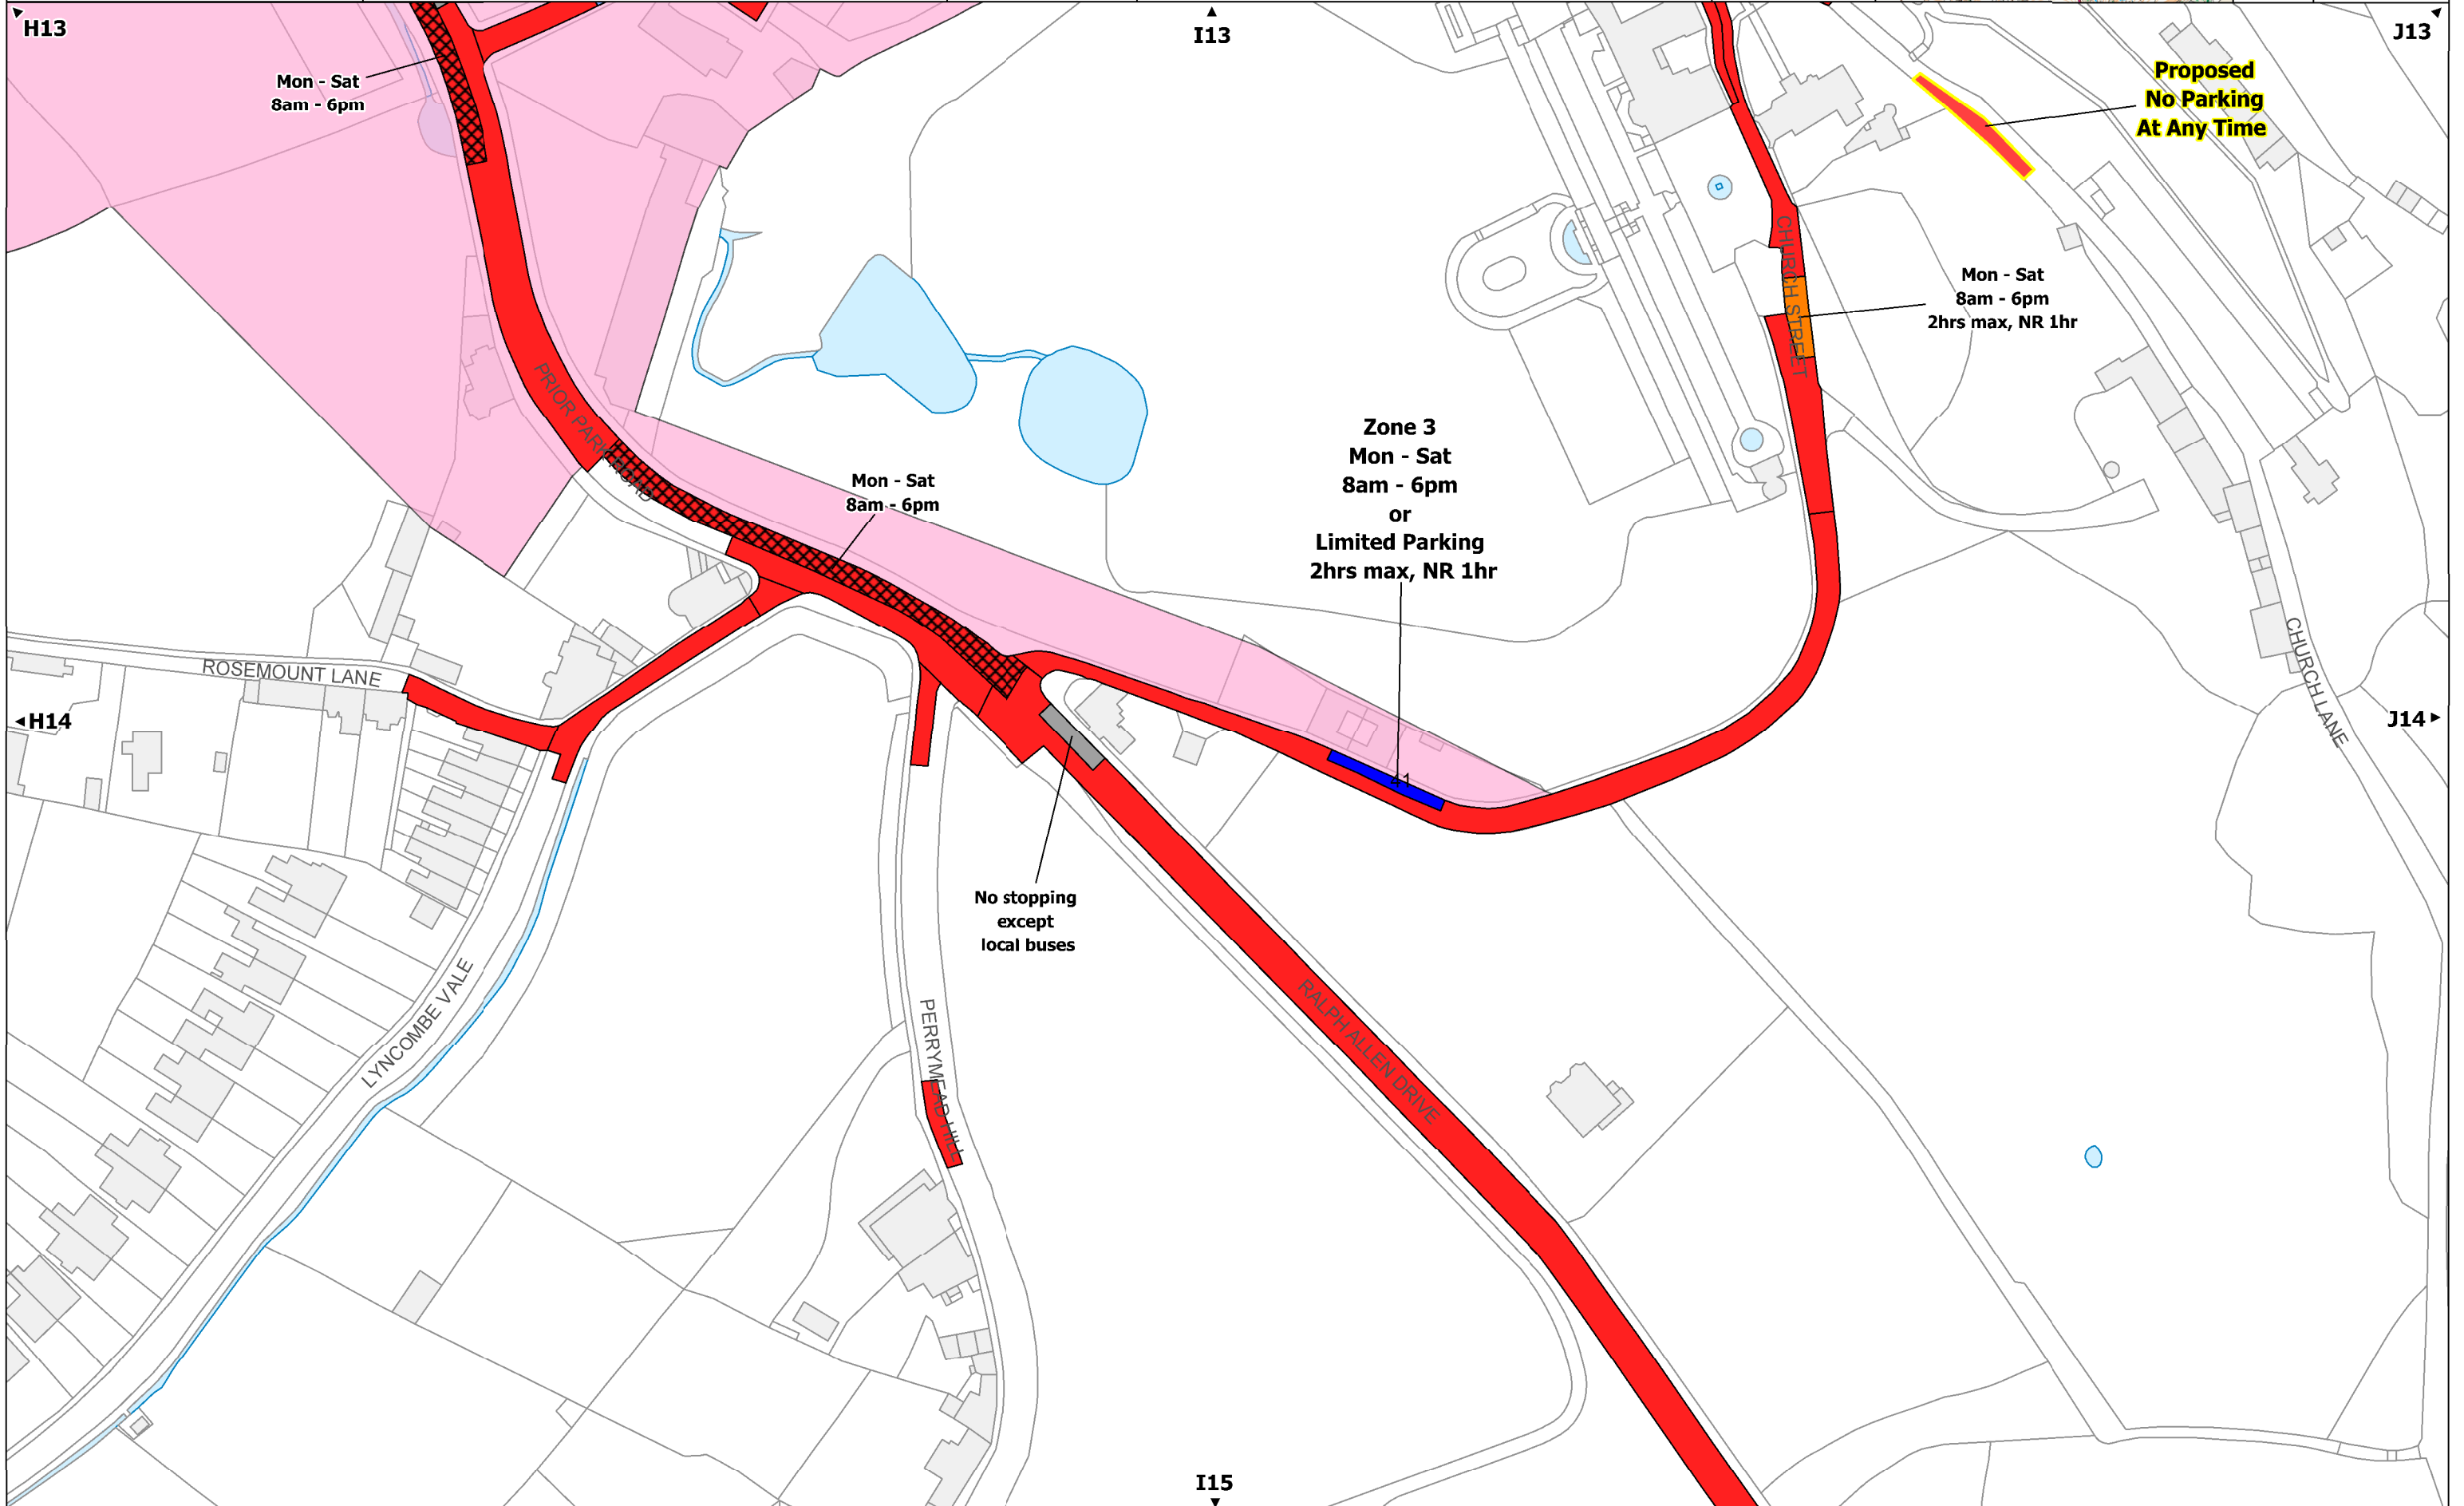 H13
I13
J13
Mon - Sat
8am - 6pm
Proposed
No Parking
At Any Time
CHURCH STREET
Mon - Sat
8am - 6pm
2hrs max, NR 1hr
PRIOR PARK ROAD
Mon - Sat
8am - 6pm
Zone 3
Mon - Sat
8am - 6pm
or
Limited Parking
2hrs max, NR 1hr
ROSEMOUNT LANE
CHURCH LANE
H14
J14
41
No stopping
except
local buses
LYNCOMBE VALE
PERRYMEAD HILL
RALPH ALLEN DRIVE
I15